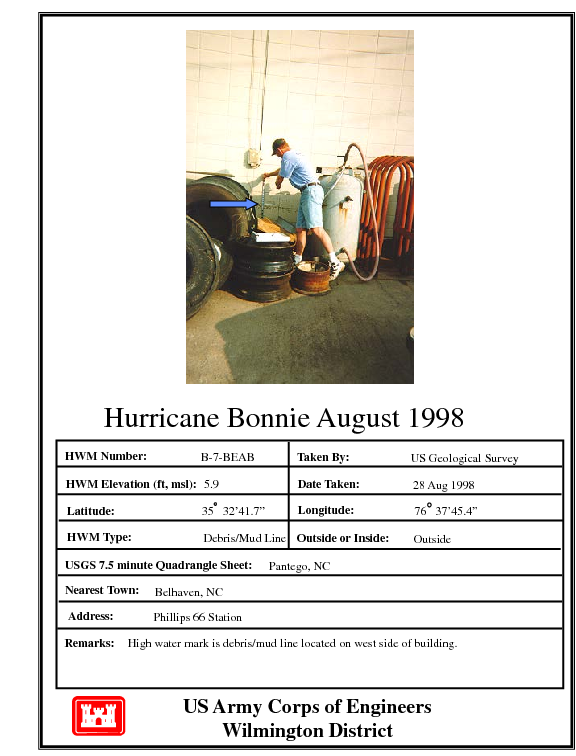 Hurricane Bonnie August 1998
HWM Number: B-7-BEAB Taken By: US Geological Survey
HWM Elevation (ft, msl): 5.9 Date Taken: 28 Aug 1998
Latitude: 35° 32'41.7” Longitude: 76° 37'45.4”
HWM Type: Debris/Mud Line Outside or Inside: Outside
USGS 7.5 minute Quadrangle Sheet: Pantego, NC
Nearest Town: Belhaven, NC
Address: Phillips 66 Station
Remarks: High water mark is debris/mud line located on west side of building.
US Army Corps of Engineers
Wilmington District